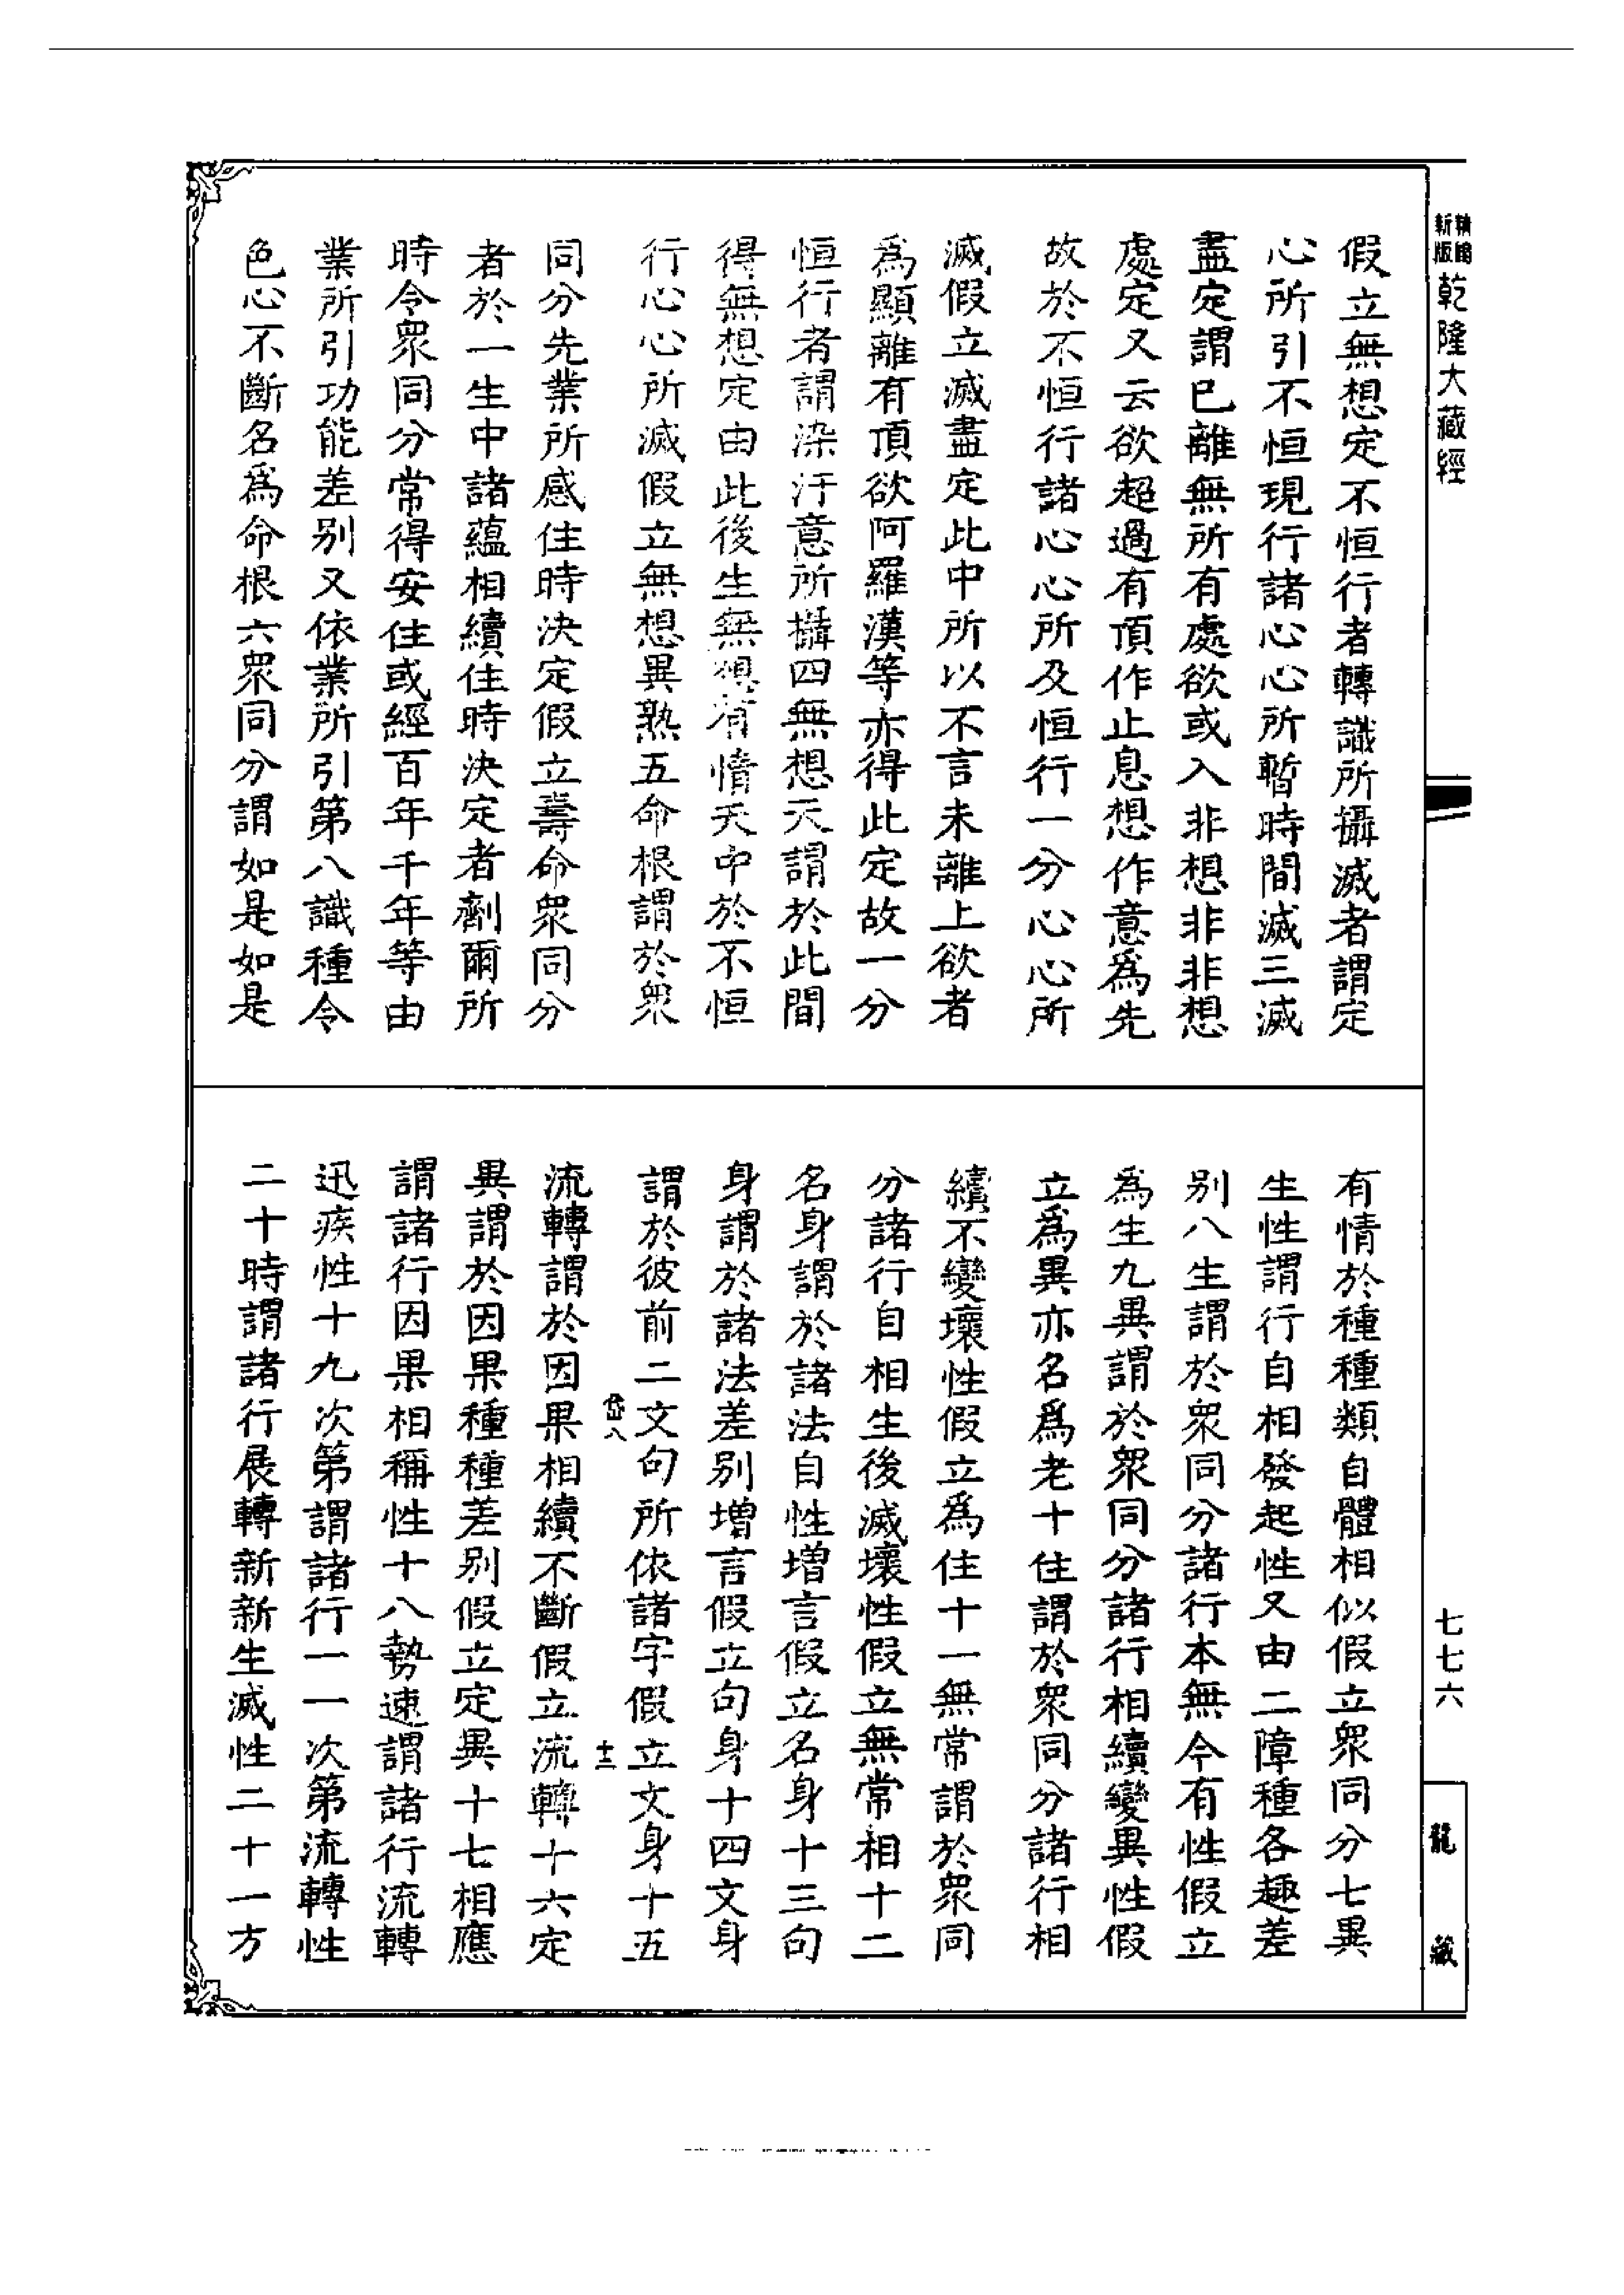 新版 精縮 乾隆大藏經
假立無想定不恒行者轉識所攝滅者謂定
心所引不恒現行諸心心所暫時間滅三滅
盡定謂已離無所有處欲或入非想非非想
處定又云欲超過有頂作止息想作意為先
故於不恒行諸心心所及恒行一分心心所
滅假立滅盡定此中所以不言未離上欲者
為顯離有頂欲阿羅漢等亦得此定故一分
恒行者謂染汙意所攝四無想天謂於此間
得無想定由此後生無想有情天中於不恒
行心心所滅假立無想異熟五命根謂於衆
同分先業所感住時決定假立壽命衆同分
者於一生中諸蘊相續住時決定者劑爾所
時令衆同分常得安住或經百年千年等由
業所引功能差别又依業所引第八識種令
色心不斷名爲命根六衆同分謂如是如是
七七六
龍藏
有情於種種類自體相似假立衆同分七異
生性謂行自相發起性又由二障種各趣差
别八生謂於衆同分諸行本無今有性假立
為生九異謂於衆同分諸行相續變異性假
立爲異亦名爲老十住謂於衆同分諸行相
續不變壞性假立爲住十一無常謂於衆同
分諸行自相生後滅壞性假立無常相十二
名身謂於諸法自性增言假立名身十三句
身謂於諸法差别增言假立句身十四文身
謂於彼前二文句所依諸字假立文身十五
岱八
十三
流轉謂於因果相續不斷假立流轉十六定
異謂於因果種種差别假立定異十七相應
謂諸行因果相稱性十八勢速謂諸行流轉
迅疾性十九次第謂諸行一一次第流轉性
二十時謂諸行展轉新新生滅性二十一方